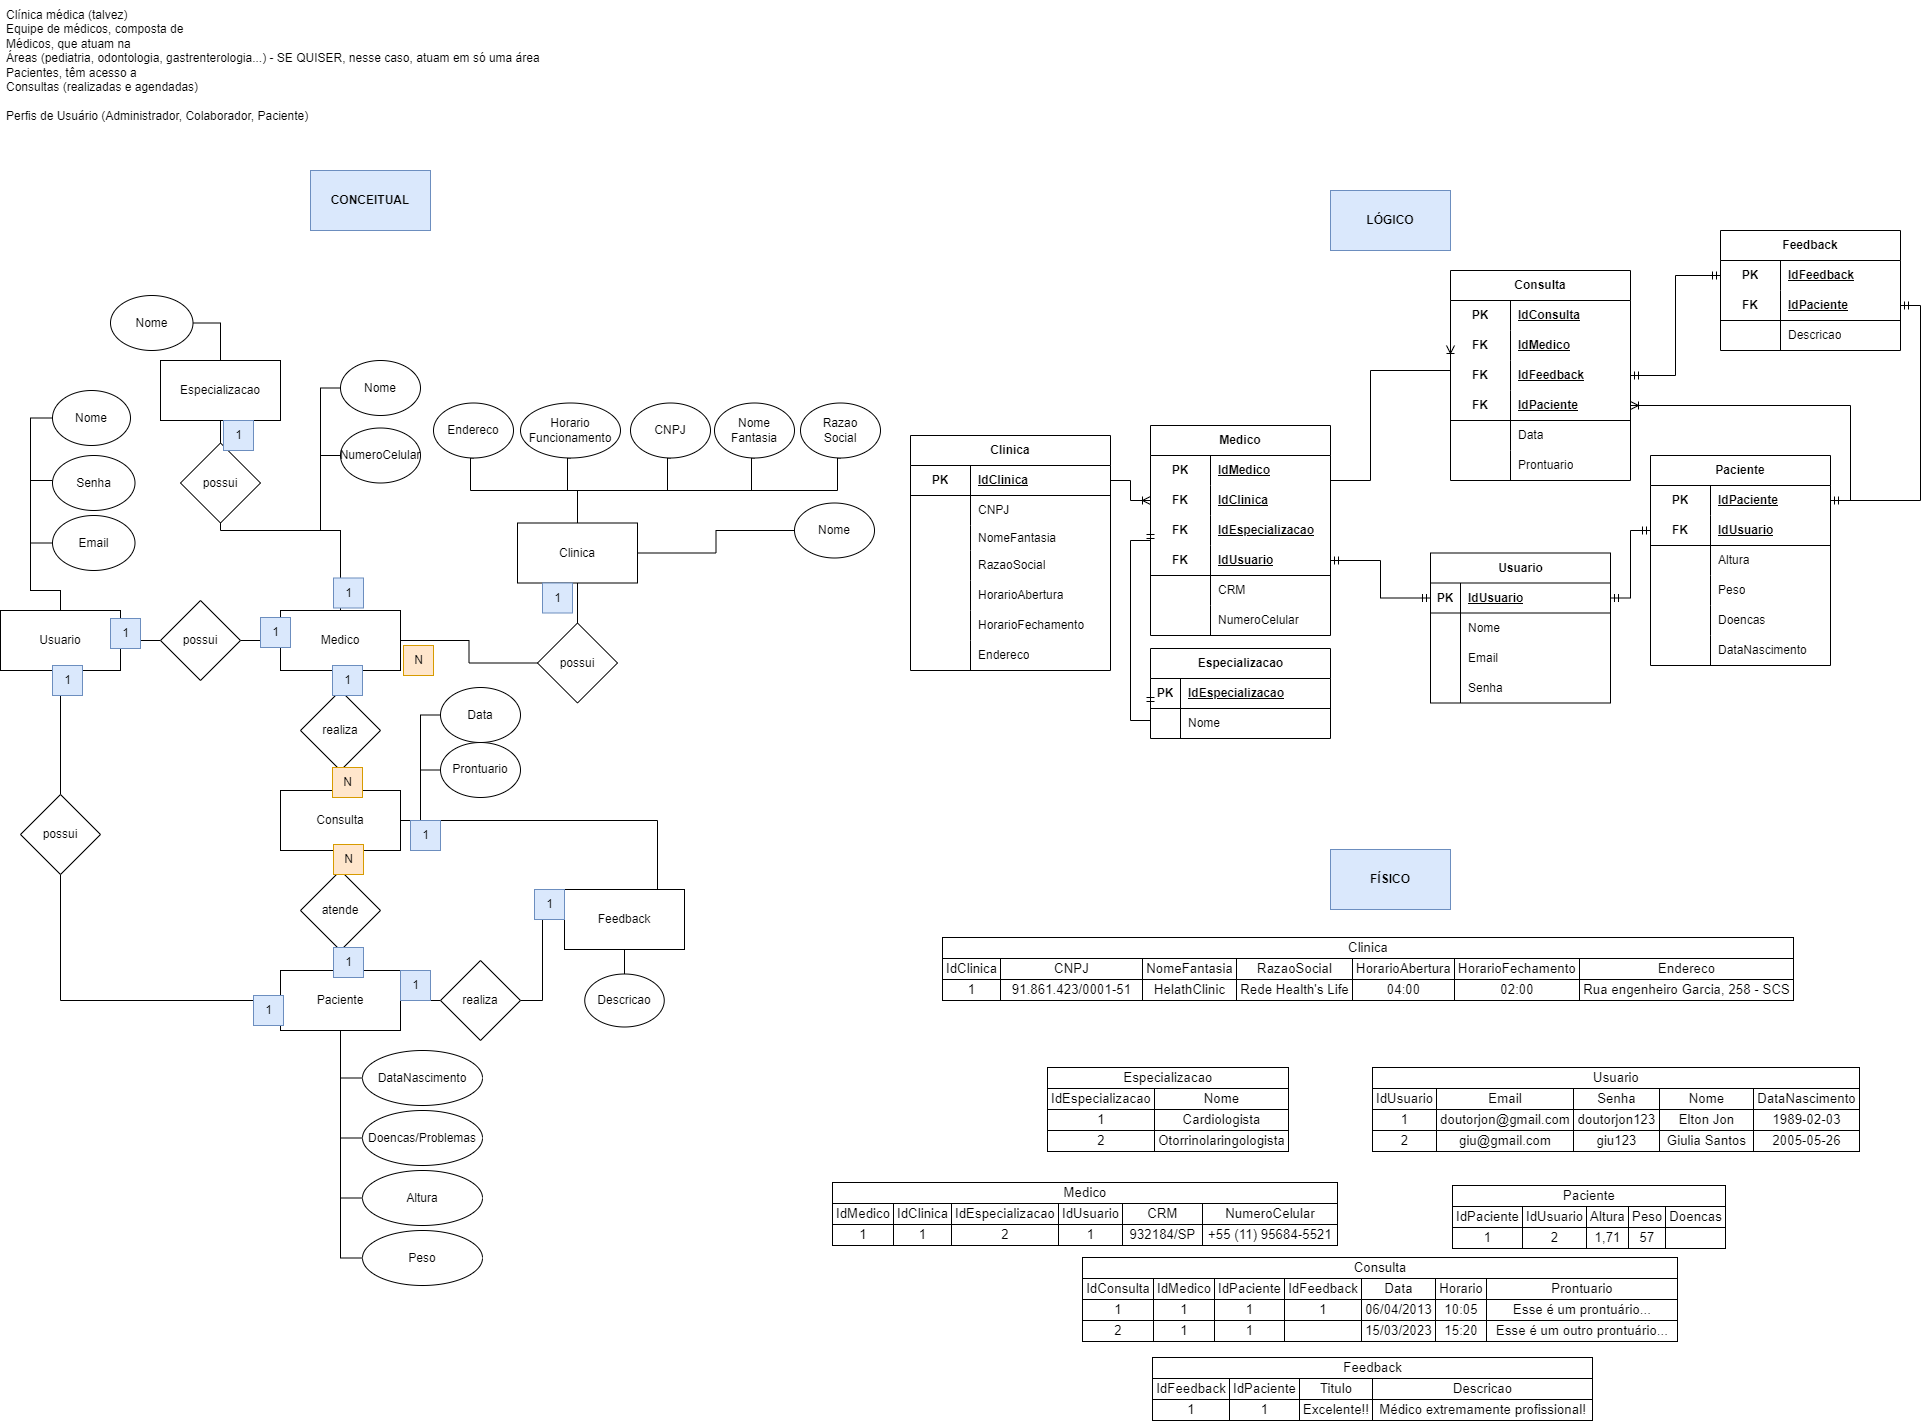 Clínica médica (talvez)
Equipe de médicos, composta de
Médicos, que atuam na
Áreas (pediatria, odontologia, gastrenterologia...) - SE QUISER, nesse caso, atuam em só uma área
Pacientes, têm acesso a
Consultas (realizadas e agendadas)
Perfis de Usuário (Administrador, Colaborador, Paciente)
CONCEITUAL
Nome
Especializacao
1
possui
Nome
NumeroCelular
Nome
Senha
Email
Endereco
Horario
Funcionamento
CNPJ
Nome
Fantasia
Razao
Social
Clinica
Nome
1
possui
Usuario
1
possui
1
Medico
1
N
1
1
realiza
N
Consulta
Data
Prontuario
1
N
atende
1
possui
1
Paciente
1
realiza
1
Feedback
Descricao
DataNascimento
Doencas/Problemas
Altura
Peso
LÓGICO
Feedback
PK IdFeedback
FK IdPaciente
Descricao
Consulta
PK IdConsulta
FK IdMedico
FK IdFeedback
FK IdPaciente
Data
Prontuario
Clinica
PK IdClinica
CNPJ
NomeFantasia
RazaoSocial
HorarioAbertura
HorarioFechamento
Endereco
Medico
PK IdMedico
FK IdClinica
FK IdEspecializacao
FK IdUsuario
CRM
NumeroCelular
Especializacao
PK IdEspecializacao
Nome
Usuario
PK IdUsuario
Nome
Email
Senha
Paciente
PK IdPaciente
FK IdUsuario
Altura
Peso
Doencas
DataNascimento
FÍSICO
Clinica
IdClinica CNPJ NomeFantasia RazaoSocial HorarioAbertura HorarioFechamento Endereco
1 91.861.423/0001-51 HelathClinic Rede Health's Life 04:00 02:00 Rua engenheiro Garcia, 258 - SCS
Especializacao
IdEspecializacao Nome
1 Cardiologista
2 Otorrinolaringologista
Usuario
IdUsuario Email Senha Nome DataNascimento
1 doutorjon@gmail.com doutorjon123 Elton Jon 1989-02-03
2 giu@gmail.com giu123 Giulia Santos 2005-05-26
Medico
IdMedico IdClinica IdEspecializacao IdUsuario CRM NumeroCelular
1 1 2 1 932184/SP +55 (11) 95684-5521
Paciente
IdPaciente IdUsuario Altura Peso Doencas
1 2 1,71 57
Consulta
IdConsulta IdMedico IdPaciente IdFeedback Data Horario Prontuario
1 1 1 1 06/04/2013 10:05 Esse é um prontuário...
2 1 1 15/03/2023 15:20 Esse é um outro prontuário...
Feedback
IdFeedback IdPaciente Titulo Descricao
1 1 Excelente!! Médico extremamente profissional!